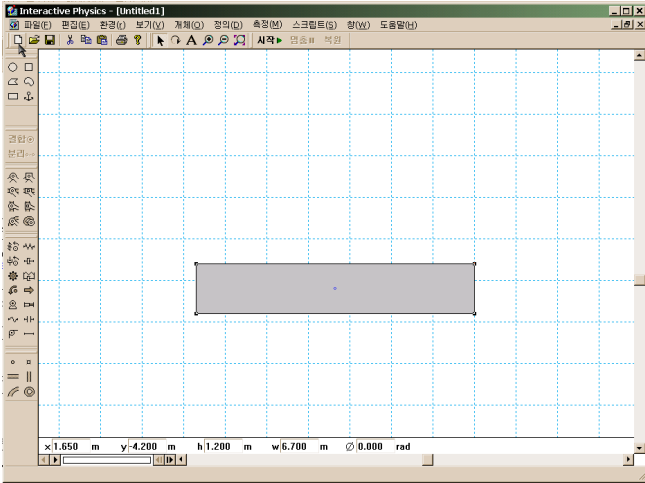 Interactive Physics - [Untitled1]
파일(F) 편집(E) 환경(r) 보기(V) 개체(O) 정의(D) 측정(M) 스크립트(S) 창(W) 도움말(H)
A 시작▶ 멈춤 복원
결합
분리
x 1.650 m y -4.200 m h 1.200 m w 6.700 m ∅ 0.000 rad